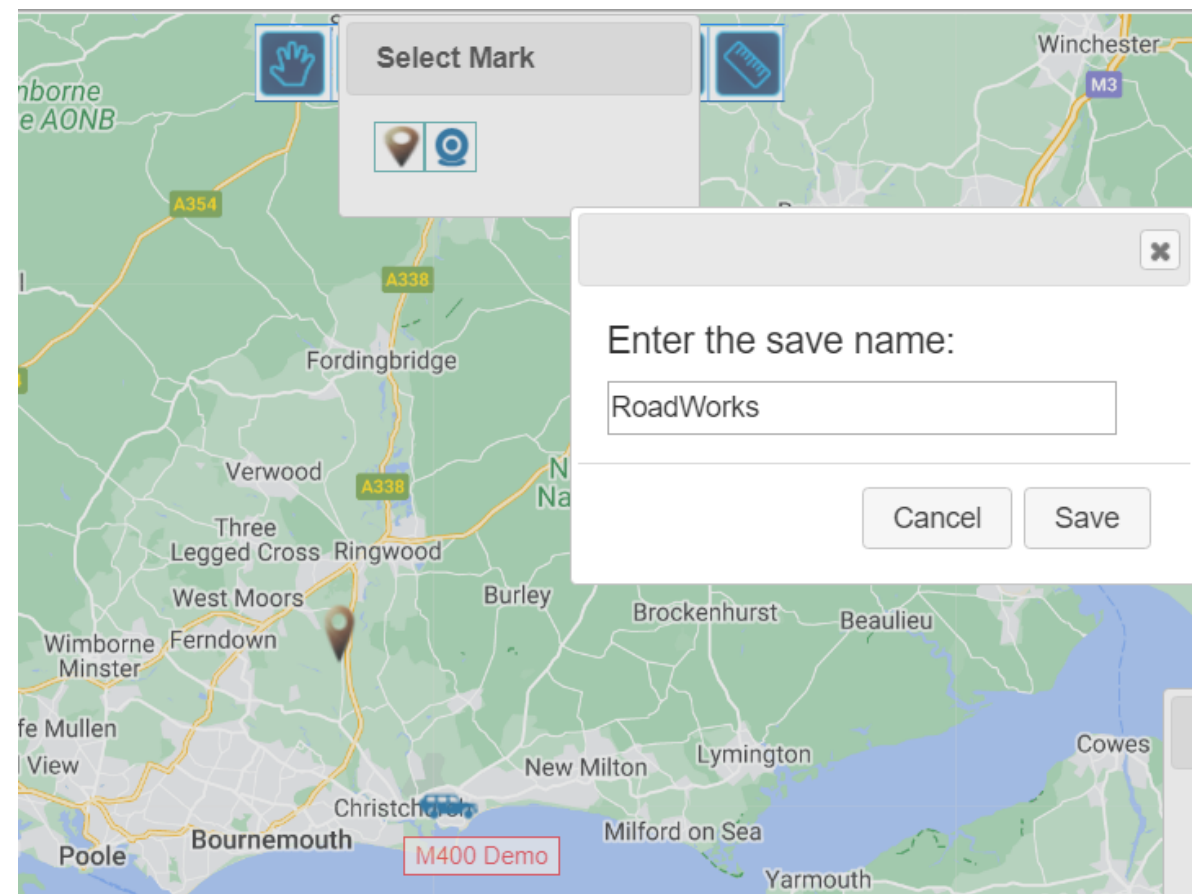 Select Mark
Winchester
M3
nborne
e AONB
A354
A338
Enter the save name:
RoadWorks
Fordingbridge
Verwood
A338
N
Na
Cancel
Save
Three
Legged Cross
Ringwood
West Moors
Burley
Brockenhurst
Beaulieu
Wimborne
Minster
Ferndown
fe Mullen
View
New Milton
Lymington
Cowes
Christchurch
Bournemouth
Milford on Sea
Poole
M400 Demo
Yarmouth